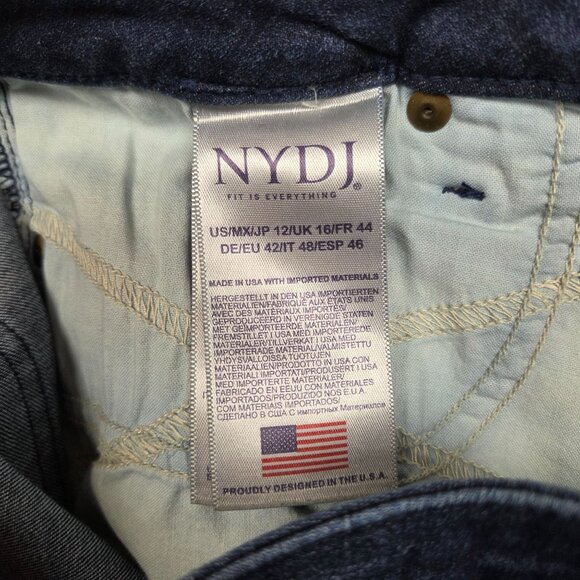 NYDJ®
FIT IS EVERYTHING
US/MX/JP 12/UK 16/FR 44
DE/EU 42/IT 48/ESP 46
MADE IN USA WITH IMPORTED MATERIALS
HERGESTELLT IN DEN USA IMPORTIERTEN
MATERIALIEN/FABRIQUÉ AUX ÉTATS UNIS
AVEC DES MATÉRIAUX IMPORTÉS/
GEPRODUCEERD IN VERENIGDE STATEN
MET GEÏMPORTEERDE MATERIALEN/
FREMSTILLET I USA MED IMPORTEREDE
MATERIALER/TILLVERKAT I USA MED
IMPORTERADE MATERIAL/VALMISTETTU
YHDYSVALLOISSA TUOTUJEN
MATERIAALIEN/PRODOTTO IN USA CON
MATERIALI IMPORTATI/PRODUSERT I USA
MED IMPORTERTE MATERIALER/
FABRICADO EN EEUU CON MATERIALES
IMPORTADOS/PRODUZIDO NOS E.U.A.
COM MATERIAIS IMPORTADOS/
СДЕЛАНО В США С импортных Материалов
PROUDLY DESIGNED IN THE U.S.A.